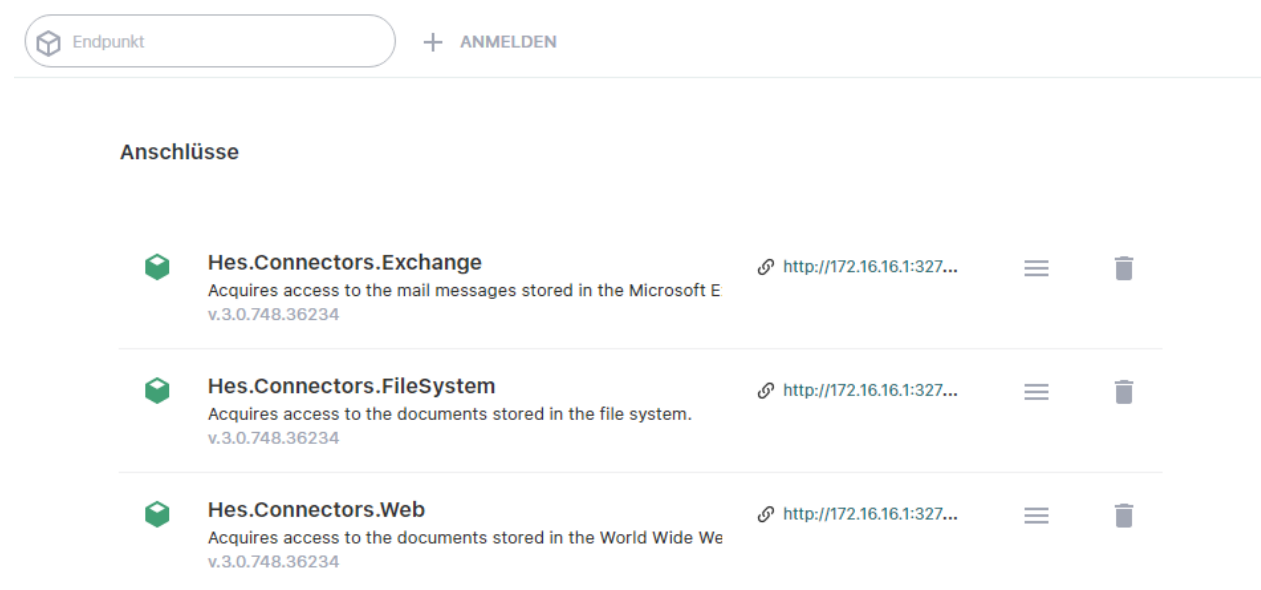 Endpunkt
ANMELDEN
Anschlüsse
Hes.Connectors.Exchange
http://172.16.16.1:327...
Acquires access to the mail messages stored in the Microsoft E
v.3.0.748.36234
Hes.Connectors.FileSystem
http://172.16.16.1:327...
Acquires access to the documents stored in the file system.
v.3.0.748.36234
Hes.Connectors.Web
http://172.16.16.1:327...
Acquires access to the documents stored in the World Wide We
v.3.0.748.36234